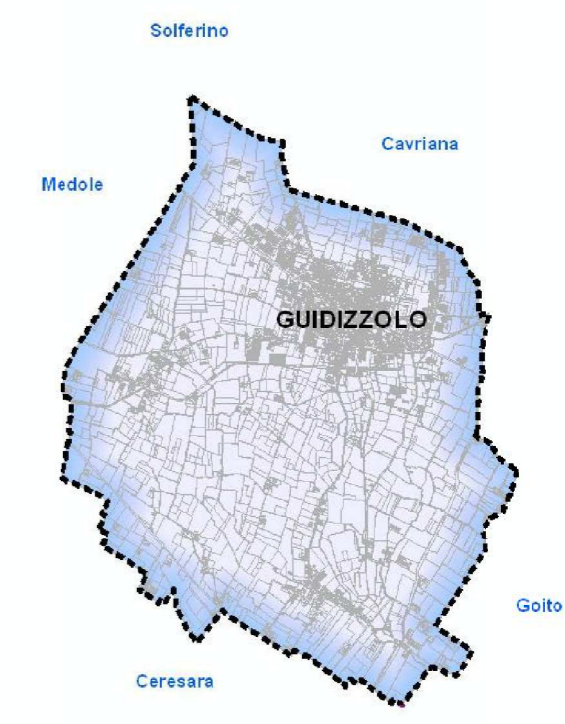 Solferino
Cavriana
Medole
GUIDIZZOLO
Goito
Ceresara